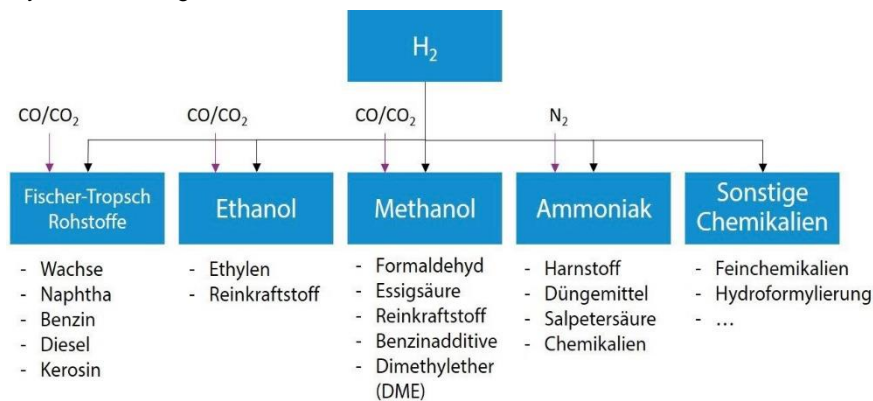 H₂
CO/CO₂
CO/CO₂
CO/CO₂
N₂
Fischer-Tropsch
Rohstoffe
Ethanol
Methanol
Ammoniak
Sonstige
Chemikalien
- Wachse
- Naphtha
- Benzin
- Diesel
- Kerosin
- Ethylen
- Reinkraftstoff
- Formaldehyd
- Essigsäure
- Reinkraftstoff
- Benzinadditive
- Dimethylether
(DME)
- Harnstoff
- Düngemittel
- Salpetersäure
- Chemikalien
- Feinchemikalien
- Hydroformylierung
- ...